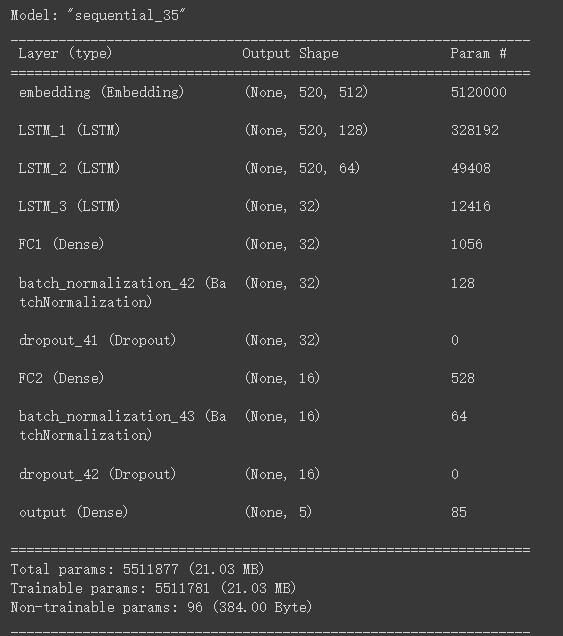 Model: "sequential_35"
_________________________________________________________________
Layer (type) Output Shape Param #
=================================================================
embedding (Embedding) (None, 520, 512) 5120000
LSTM_1 (LSTM) (None, 520, 128) 328192
LSTM_2 (LSTM) (None, 520, 64) 49408
LSTM_3 (LSTM) (None, 32) 12416
FC1 (Dense) (None, 32) 1056
batch_normalization_42 (Ba (None, 32) 128
tchNormalization)
dropout_41 (Dropout) (None, 32) 0
FC2 (Dense) (None, 16) 528
batch_normalization_43 (Ba (None, 16) 64
tchNormalization)
dropout_42 (Dropout) (None, 16) 0
output (Dense) (None, 5) 85
=================================================================
Total params: 5511877 (21.03 MB)
Trainable params: 5511781 (21.03 MB)
Non-trainable params: 96 (384.00 Byte)
_________________________________________________________________